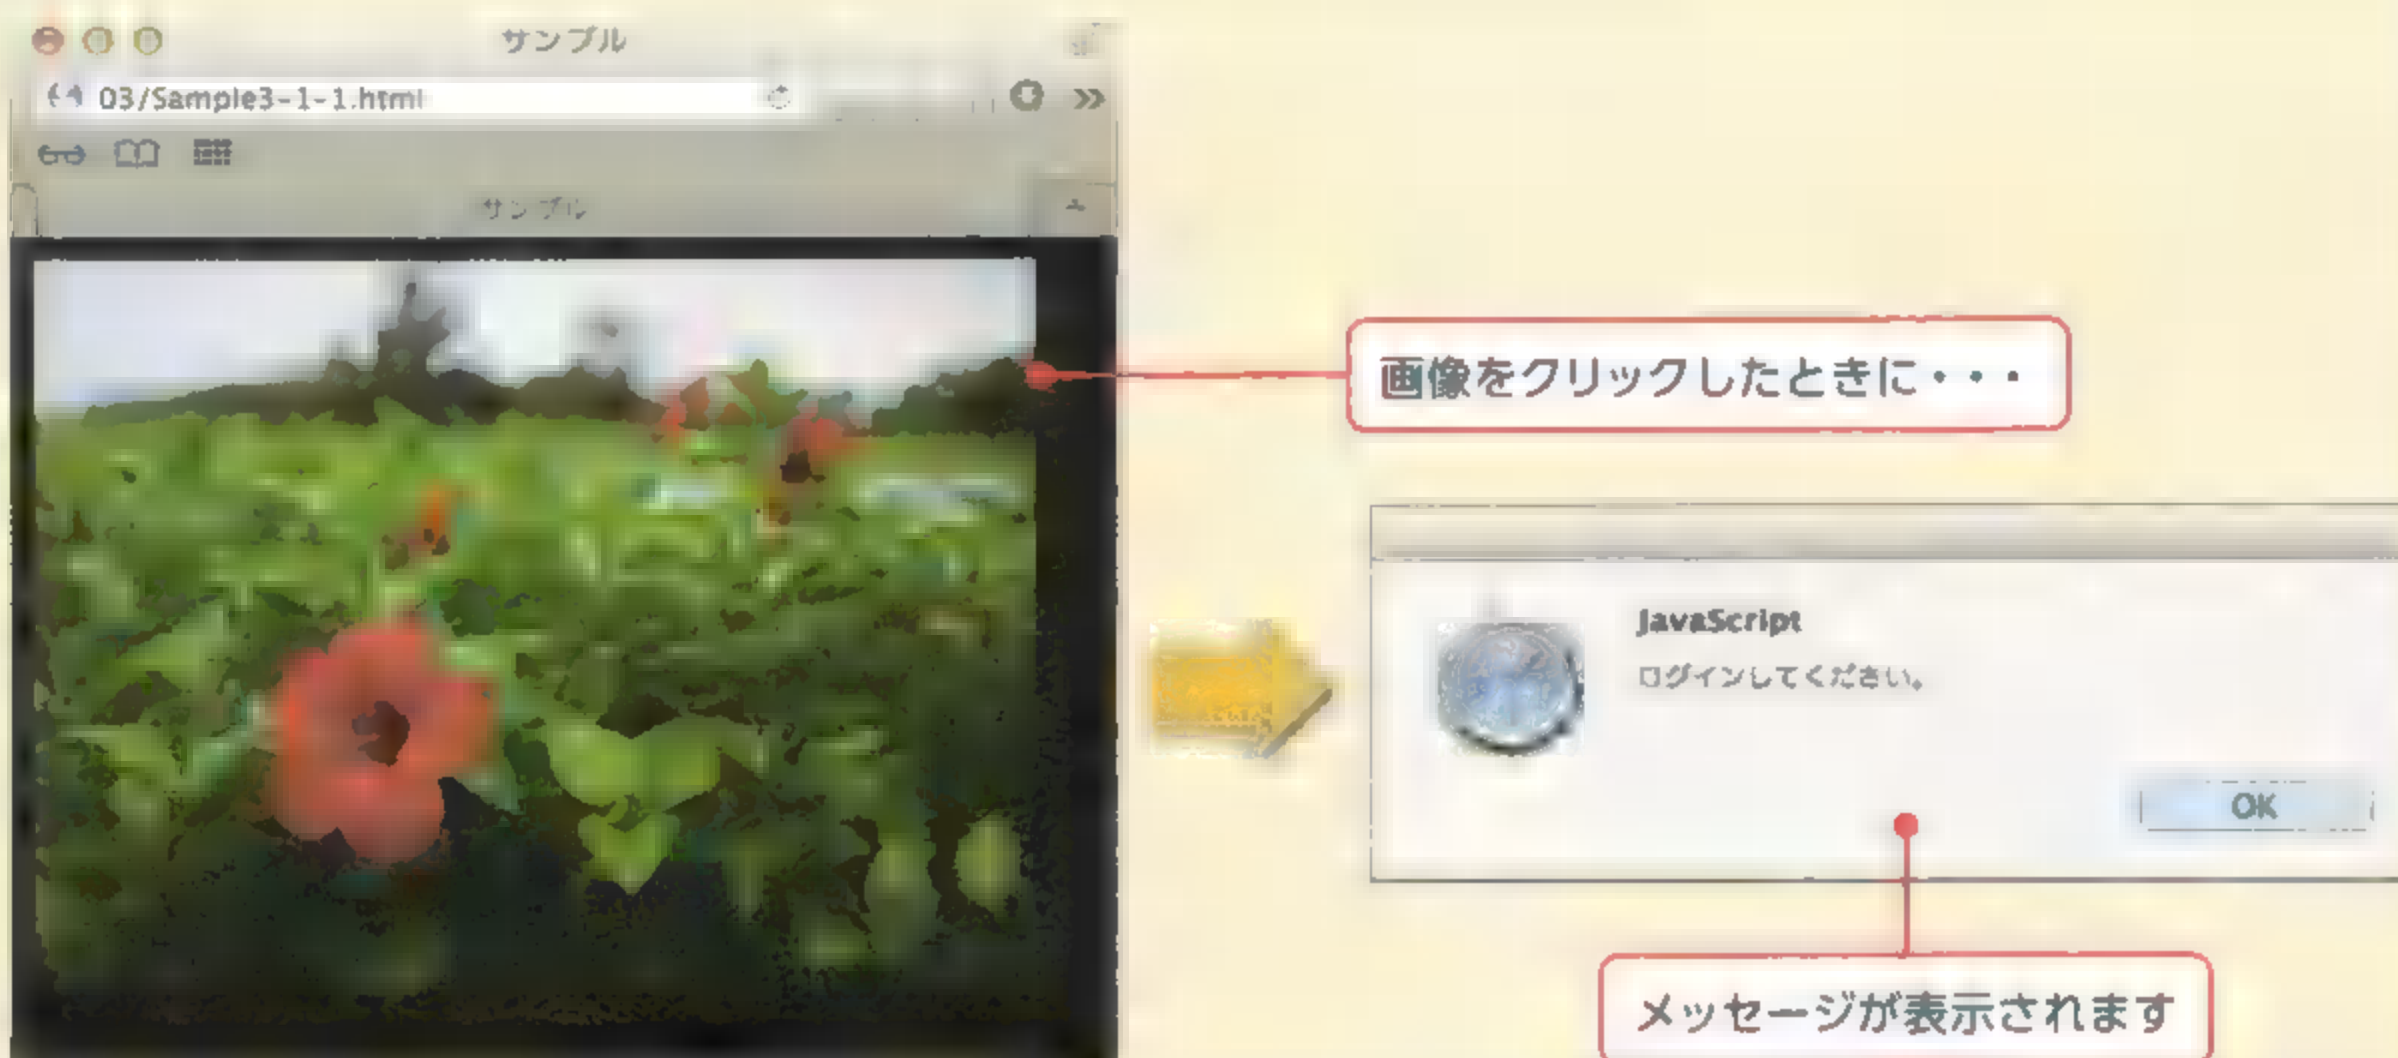 サンプル
03/Sample3-1-1.html
サンプル
画像をクリックしたときに・・・
JavaScript
ログインしてください。
OK
メッセージが表示されます